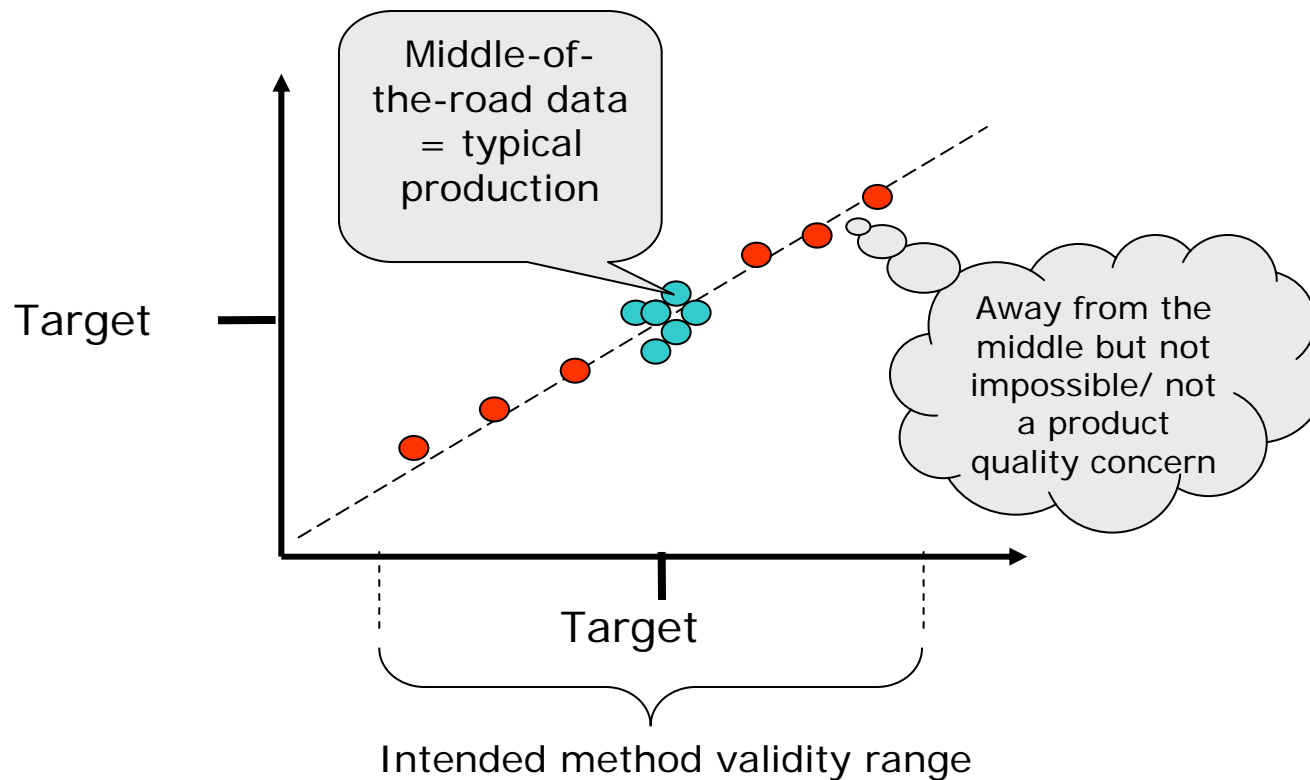 Middle-of-
the-road data
= typical
production
Target
Away from the
middle but not
impossible/ not
a product
quality concern
Target
Intended method validity range